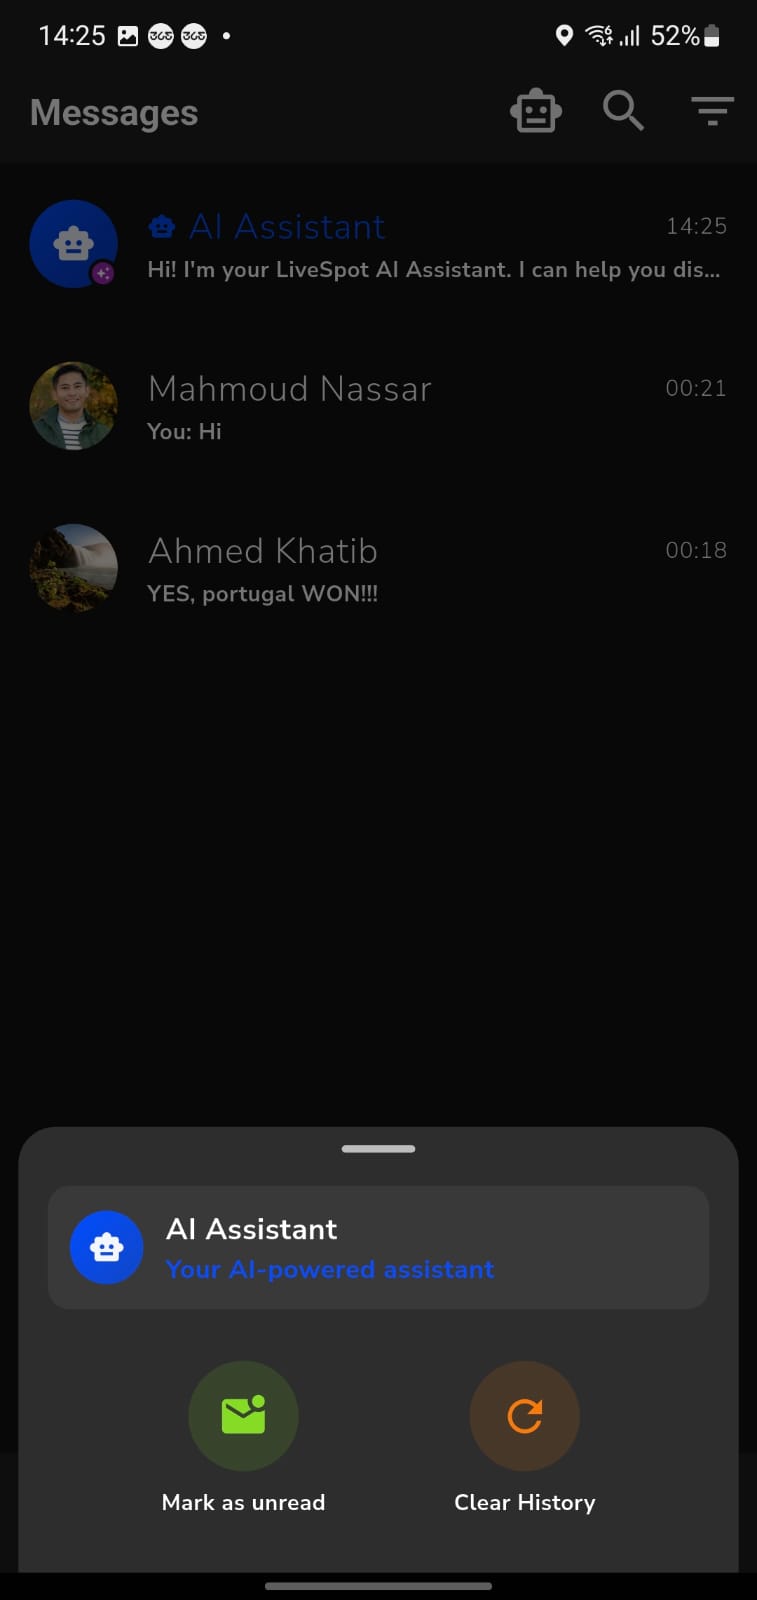 14:25 365 365 52%
Messages
AI Assistant 14:25
Hi! I'm your LiveSpot AI Assistant. I can help you dis...
Mahmoud Nassar 00:21
You: Hi
Ahmed Khatib 00:18
YES, portugal WON!!!
AI Assistant
Your AI-powered assistant
Mark as unread Clear History